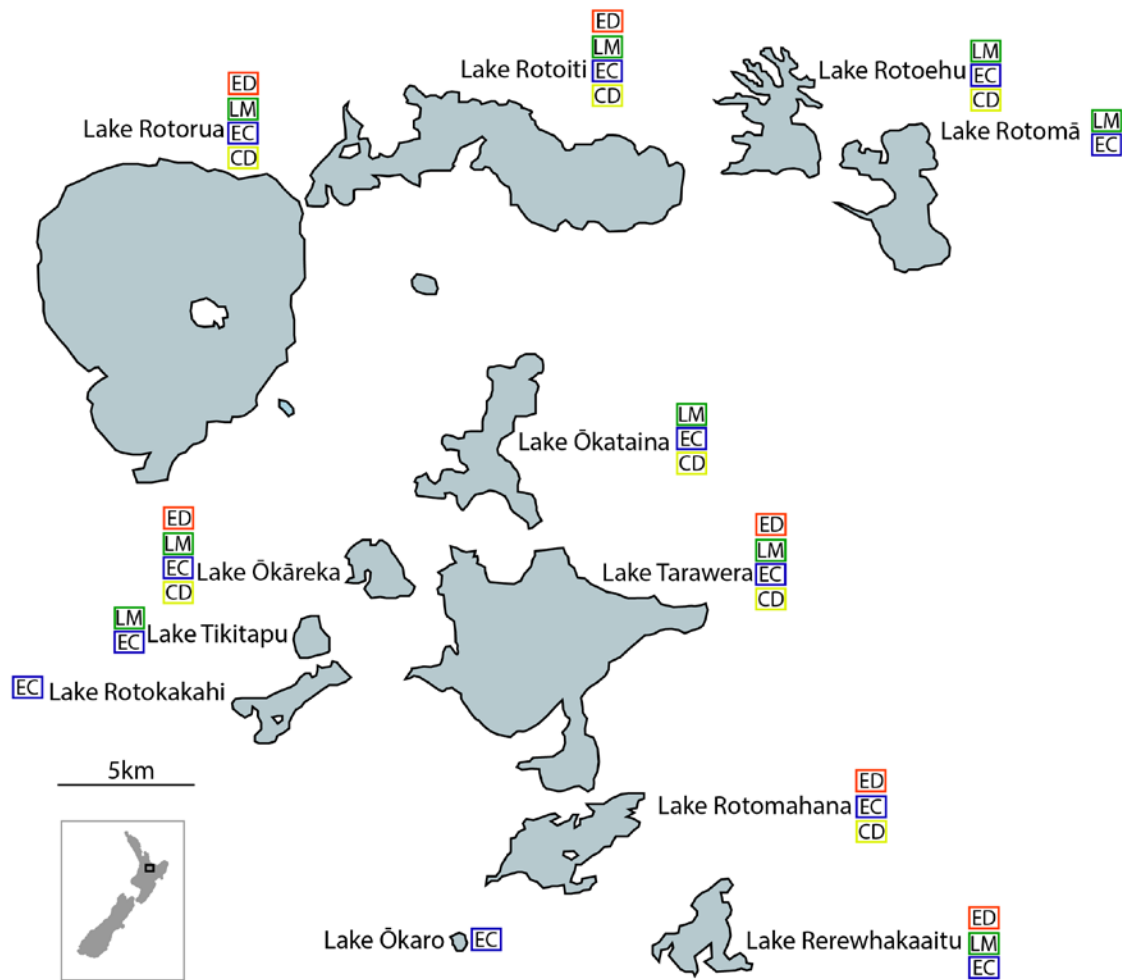 ED
LM
Lake Rotoiti
EC
CD
LM
Lake Rotoehu
EC
CD
ED
LM
Lake Rotorua
EC
CD
LM
Lake Rotomā
EC
LM
Lake Ōkataina
EC
CD
ED
LM
EC
Lake Ōkāreka
CD
ED
LM
Lake Tarawera
EC
CD
LM
Lake Tikitapu
EC
EC Lake Rotokakahi
5km
ED
Lake Rotomahana
EC
CD
Lake Ōkaro EC
ED
Lake Rerewhakaaitu
LM
EC